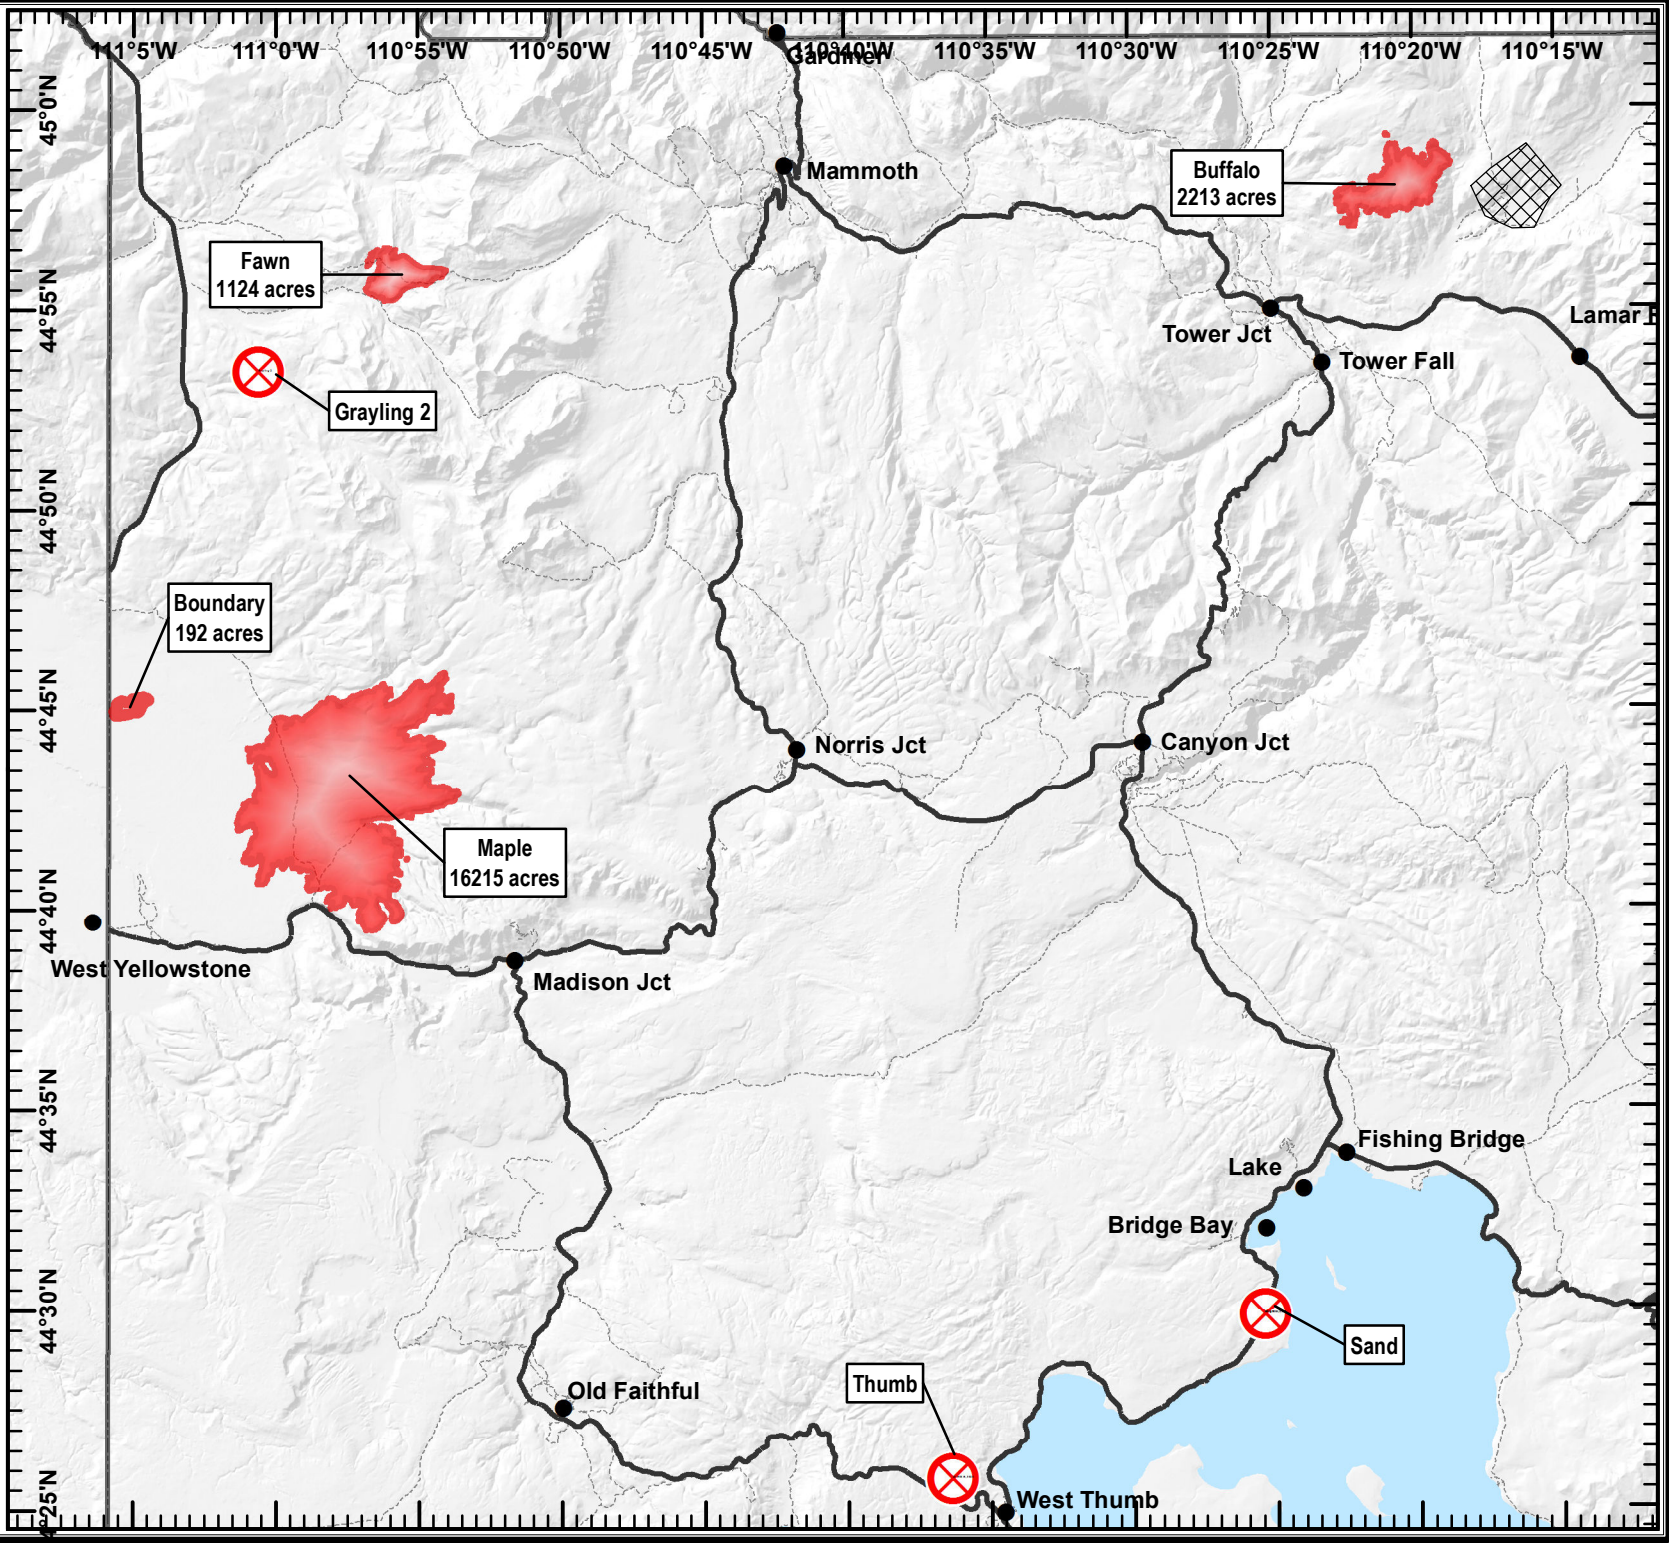 111°5'W 111°0'W 110°55'W 110°50'W 110°45'W 110°40'W 110°35'W 110°30'W 110°25'W 110°20'W 110°15'W
Gardiner
45°0'N
Mammoth
Buffalo
2213 acres
Fawn
1124 acres
44°55'N
Lamar
Tower Jct
Tower Fall
Grayling 2
44°50'N
Boundary
192 acres
44°45'N
Norris Jct
Canyon Jct
Maple
16215 acres
44°40'N
West Yellowstone
Madison Jct
44°35'N
Fishing Bridge
Lake
Bridge Bay
44°30'N
Sand
Thumb
Old Faithful
West Thumb
44°25'N